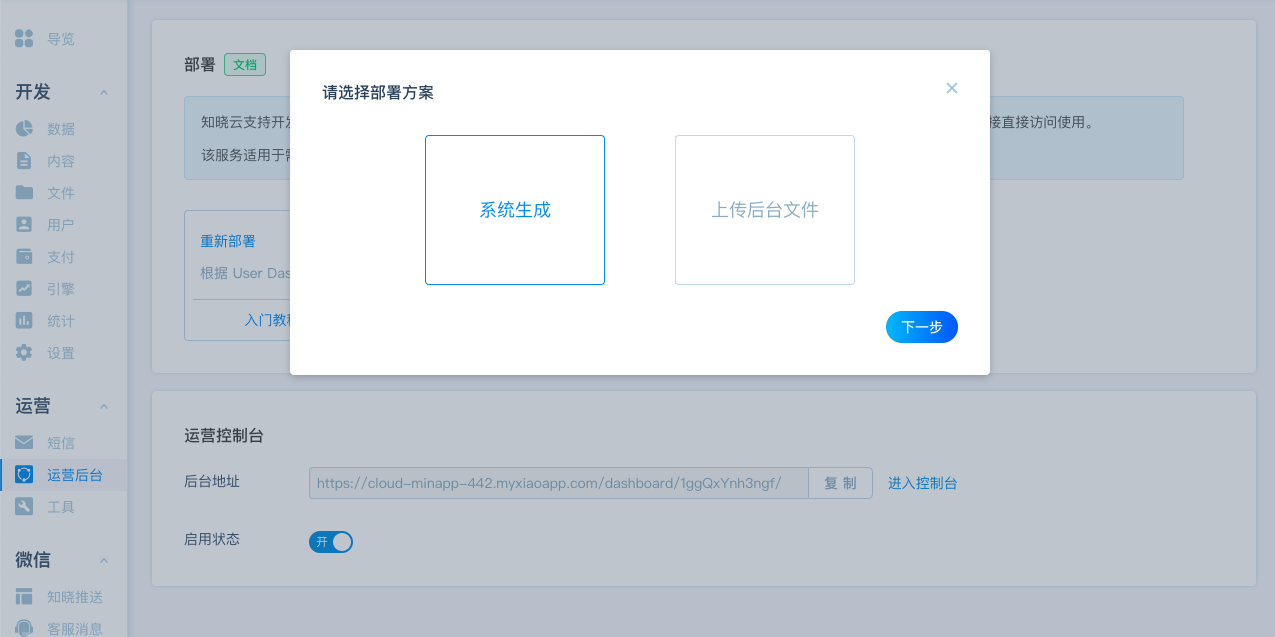 导览
开发
数据
内容
文件
用户
支付
引擎
统计
设置
运营
短信
运营后台
工具
微信
知晓推送
客服消息
部署 文档
知晓云支持开发
接直接访问使用。
该服务适用于
重新部署
根据 User Das
入门教程
请选择部署方案
系统生成
上传后台文件
下一步
运营控制台
后台地址
https://cloud-minapp-442.myxiaoapp.com/dashboard/1ggQxYnh3ngf/
复 制
进入控制台
启用状态
开